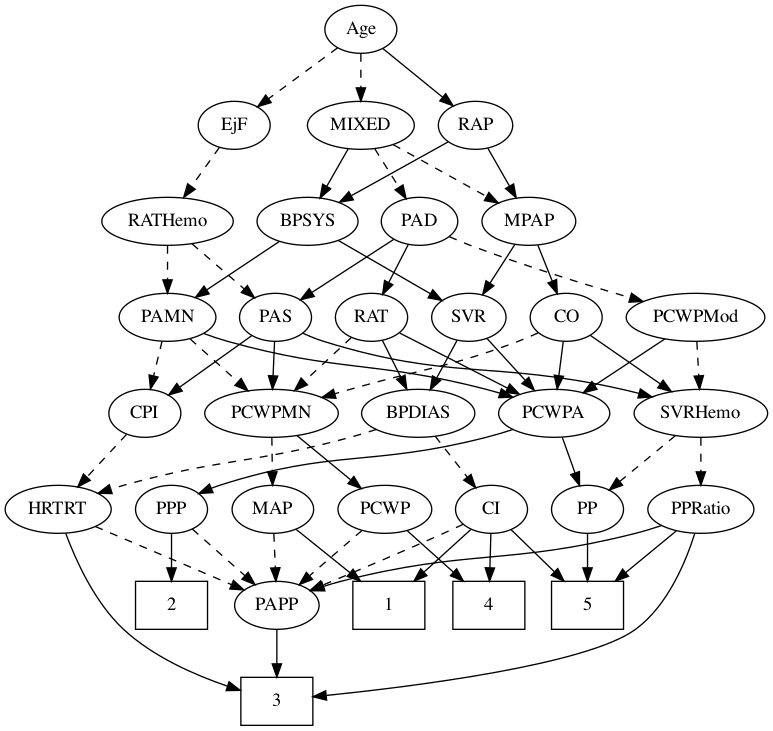 Age
EjF MIXED RAP
RATHemo BPSYS PAD MPAP
PAMN PAS RAT SVR CO PCWPMod
CPI PCWPMN BPDIAS PCWPA SVRHemo
HRTRT PPP MAP PCWP CI PP PPRatio
2 PAPP 1 4 5
3